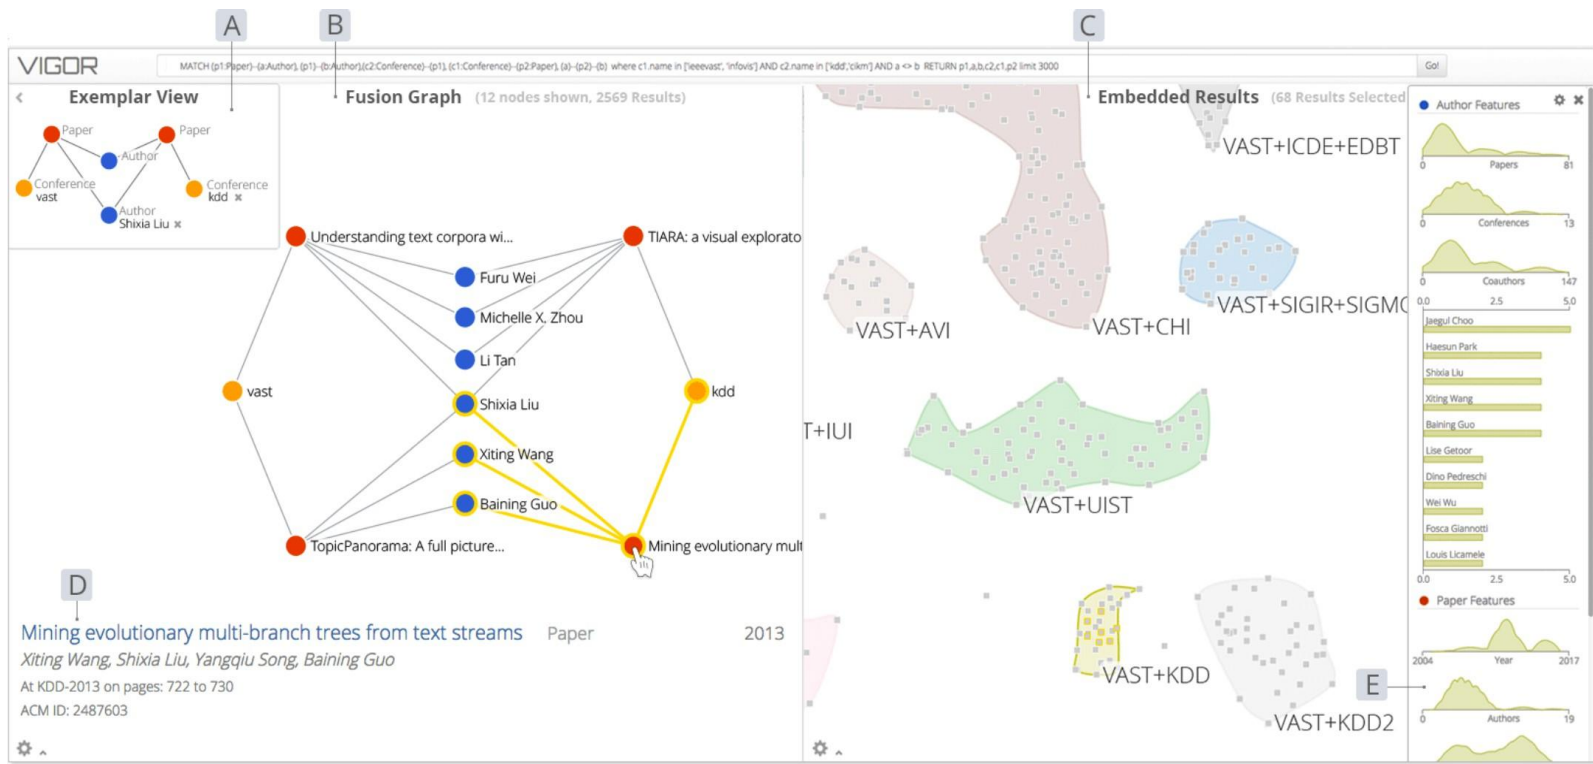 A
B
C
VIGOR
MATCH (p1:Paper)--(a:Author), (p1)--(b:Author),(c2:Conference)--(p1), (c1:Conference)--(p2:Paper), (a)--(p2)--(b) where c1.name in ['ieeevast', 'infovis'] AND c2.name in ['kdd','cikm'] AND a <> b RETURN p1,a,b,c2,c1,p2 limit 3000
Go!
Exemplar View
Paper
Paper
Author
Conference
vast
Conference
kdd
Author
Shixia Liu
Fusion Graph (12 nodes shown, 2569 Results)
Understanding text corpora wi...
TIARA: a visual explorato
Furu Wei
Michelle X. Zhou
Li Tan
vast
kdd
Shixia Liu
Xiting Wang
Baining Guo
TopicPanorama: A full picture...
Mining evolutionary mult
D
Mining evolutionary multi-branch trees from text streams Paper 2013
Xiting Wang, Shixia Liu, Yangqiu Song, Baining Guo
At KDD-2013 on pages: 722 to 730
ACM ID: 2487603
Embedded Results (68 Results Selected
VAST+ICDE+EDBT
VAST+SIGIR+SIGMO
VAST+AVI
VAST+CHI
T+IUI
VAST+UIST
VAST+KDD
VAST+KDD2
Author Features
0 Papers 81
0 Conferences 13
0 Coauthors 147
0.0 2.5 5.0
Jaegul Choo
Haesun Park
Shixia Liu
Xiting Wang
Baining Guo
Lise Getoor
Dino Pedreschi
Wei Wu
Fosca Giannotti
Louis Licamele
0.0 2.5 5.0
Paper Features
2004 Year 2017
E
0 Authors 19